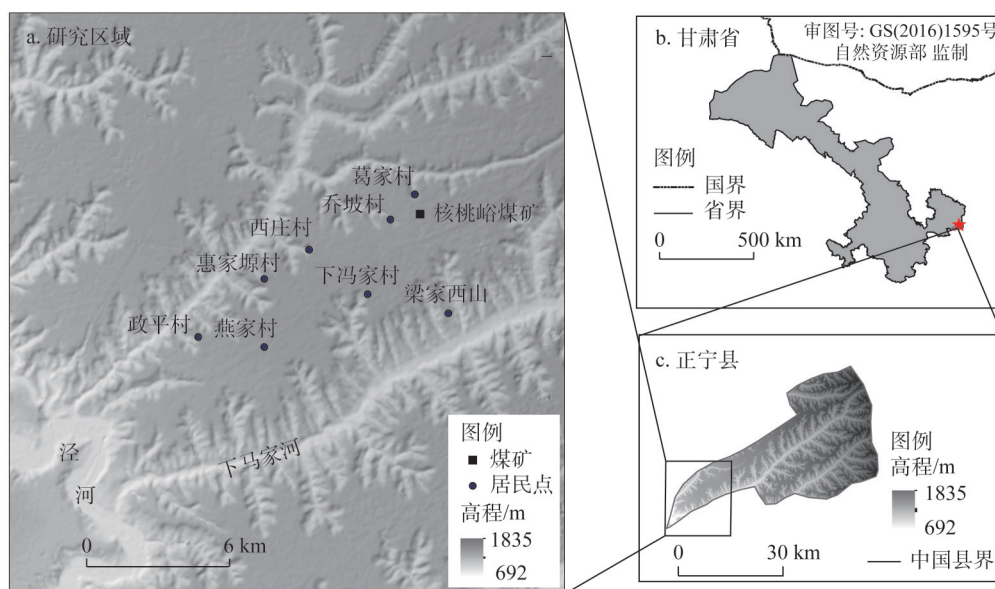 a. 研究区域
葛家村
乔坡村
核桃峪煤矿
西庄村
惠家塬村
下冯家村
梁家西山
政平村
燕家村
下马家河
泾
河
0
6 km
图例
煤矿
居民点
高程/m
1835
692
b. 甘肃省
审图号: GS(2016)1595号
自然资源部 监制
图例
国界
省界
0
500 km
c. 正宁县
图例
高程/m
1835
692
0
30 km
中国县界